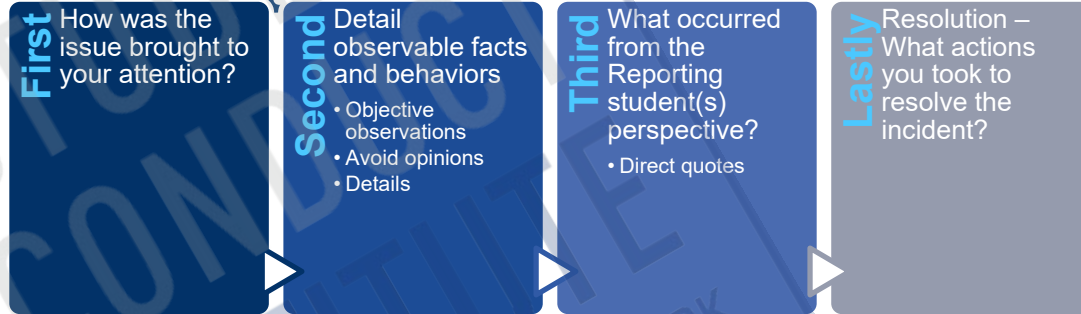 First
How was the
issue brought to
your attention?
Second
Detail
observable facts
and behaviors
• Objective
observations
• Avoid opinions
• Details
Third
What occurred
from the
Reporting
student(s)
perspective?
• Direct quotes
Lastly
Resolution –
What actions
you took to
resolve the
incident?
CONDUCT